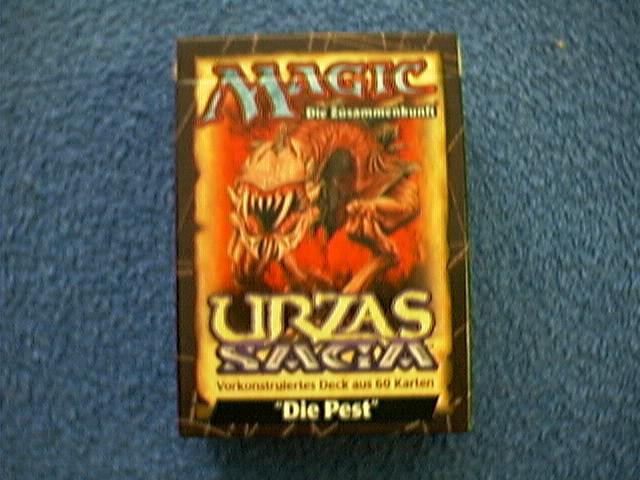 MAGIC
Die Zusammenkunft
URZAS
SAGA
Vorkonstruiertes Deck aus 60 Karten
"Die Pest"